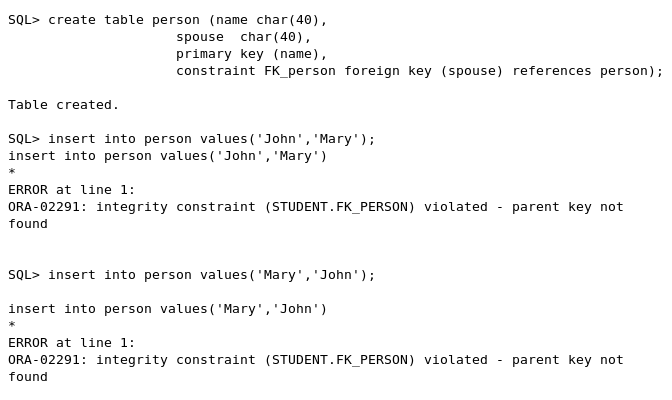 SQL> create table person (name char(40),
                     spouse  char(40),
                     primary key (name),
                     constraint FK_person foreign key (spouse) references person);
Table created.
SQL> insert into person values('John','Mary');
insert into person values('John','Mary')
*
ERROR at line 1:
ORA-02291: integrity constraint (STUDENT.FK_PERSON) violated - parent key not
found
SQL> insert into person values('Mary','John');
insert into person values('Mary','John')
*
ERROR at line 1:
ORA-02291: integrity constraint (STUDENT.FK_PERSON) violated - parent key not
found